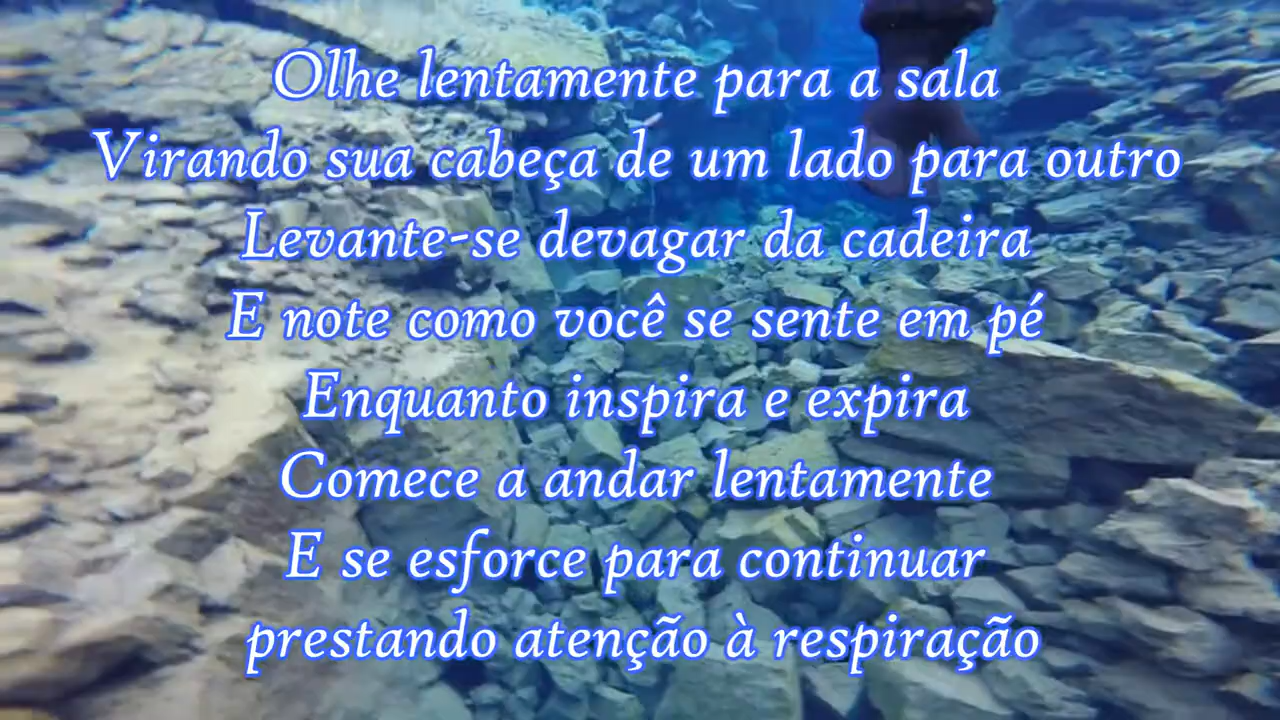 Olhe lentamente para a sala
Virando sua cabeça de um lado para outro
Levante-se devagar da cadeira
E note como você se sente em pé
Enquanto inspira e expira
Comece a andar lentamente
E se esforce para continuar
prestando atenção à respiração